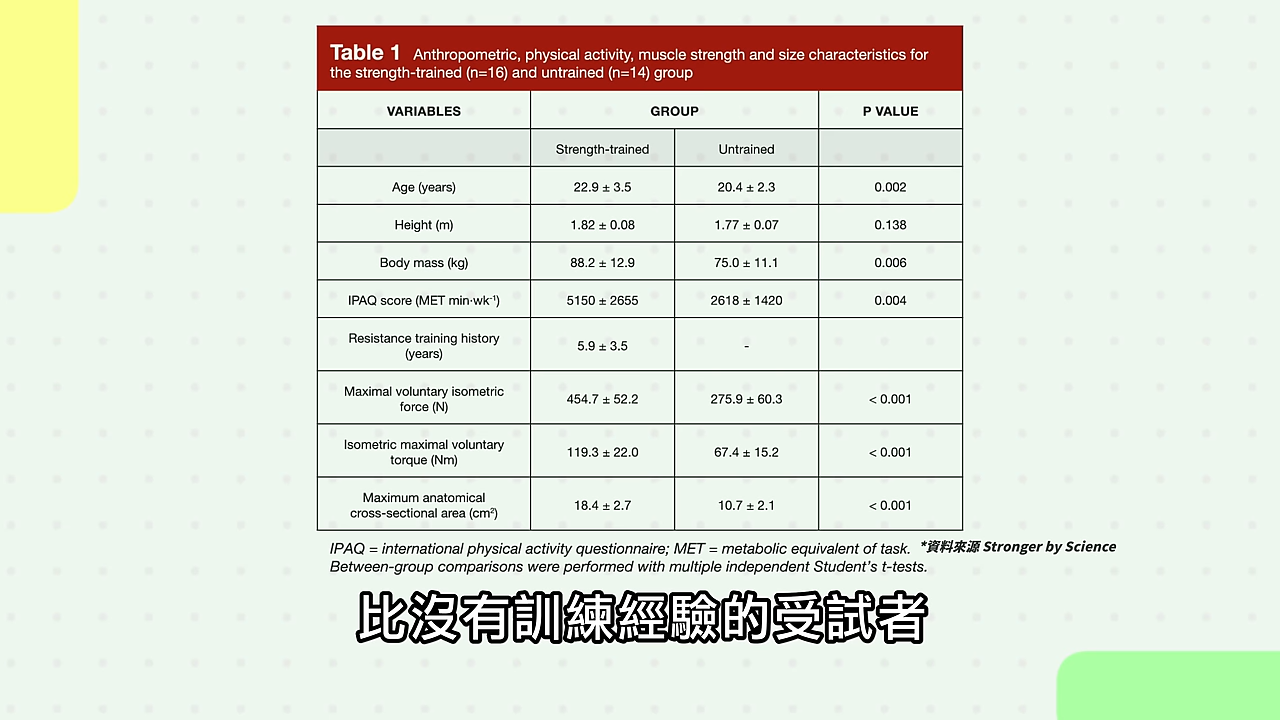 Table 1 Anthropometric, physical activity, muscle strength and size characteristics for
the strength-trained (n=16) and untrained (n=14) group
VARIABLES GROUP P VALUE
Strength-trained Untrained
Age (years) 22.9 ± 3.5 20.4 ± 2.3 0.002
Height (m) 1.82 ± 0.08 1.77 ± 0.07 0.138
Body mass (kg) 88.2 ± 12.9 75.0 ± 11.1 0.006
IPAQ score (MET min·wk⁻¹) 5150 ± 2655 2618 ± 1420 0.004
Resistance training history
(years) 5.9 ± 3.5 -
Maximal voluntary isometric
force (N) 454.7 ± 52.2 275.9 ± 60.3 < 0.001
Isometric maximal voluntary
torque (Nm) 119.3 ± 22.0 67.4 ± 15.2 < 0.001
Maximum anatomical
cross-sectional area (cm²) 18.4 ± 2.7 10.7 ± 2.1 < 0.001
IPAQ = international physical activity questionnaire; MET = metabolic equivalent of task.
*資料來源 Stronger by Science
Between-group comparisons were performed with multiple independent Student's t-tests.
比沒有訓練經驗的受試者